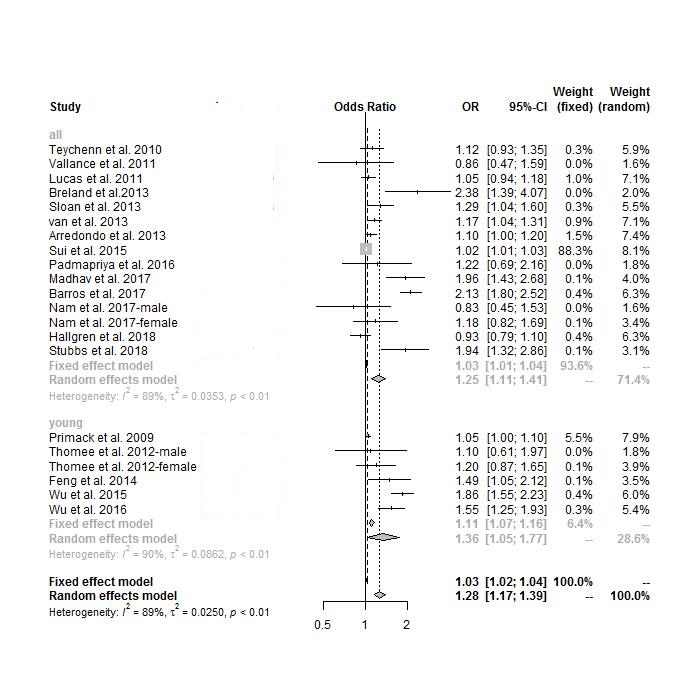 Weight Weight
Study Odds Ratio OR 95%-CI (fixed) (random)
all
Teychenn et al. 2010 1.12 [0.93; 1.35] 0.3% 5.9%
Vallance et al. 2011 0.86 [0.47; 1.59] 0.0% 1.6%
Lucas et al. 2011 1.05 [0.94; 1.18] 1.0% 7.1%
Breland et al.2013 2.38 [1.39; 4.07] 0.0% 2.0%
Sloan et al. 2013 1.29 [1.04; 1.60] 0.3% 5.5%
van et al. 2013 1.17 [1.04; 1.31] 0.9% 7.1%
Arredondo et al. 2013 1.10 [1.00; 1.20] 1.5% 7.4%
Sui et al. 2015 1.02 [1.01; 1.03] 88.3% 8.1%
Padmapriya et al. 2016 1.22 [0.69; 2.16] 0.0% 1.8%
Madhav et al. 2017 1.96 [1.43; 2.68] 0.1% 4.0%
Barros et al. 2017 2.13 [1.80; 2.52] 0.4% 6.3%
Nam et al. 2017-male 0.83 [0.45; 1.53] 0.0% 1.6%
Nam et al. 2017-female 1.18 [0.82; 1.69] 0.1% 3.4%
Hallgren et al. 2018 0.93 [0.79; 1.10] 0.4% 6.3%
Stubbs et al. 2018 1.94 [1.32; 2.86] 0.1% 3.1%
Fixed effect model 1.03 [1.01; 1.04] 93.6% --
Random effects model 1.25 [1.11; 1.41] -- 71.4%
Heterogeneity: I² = 89%, τ² = 0.0353, p < 0.01
young
Primack et al. 2009 1.05 [1.00; 1.10] 5.5% 7.9%
Thomee et al. 2012-male 1.10 [0.61; 1.97] 0.0% 1.8%
Thomee et al. 2012-female 1.20 [0.87; 1.65] 0.1% 3.9%
Feng et al. 2014 1.49 [1.05; 2.12] 0.1% 3.5%
Wu et al. 2015 1.86 [1.55; 2.23] 0.4% 6.0%
Wu et al. 2016 1.55 [1.25; 1.93] 0.3% 5.4%
Fixed effect model 1.11 [1.07; 1.16] 6.4% --
Random effects model 1.36 [1.05; 1.77] -- 28.6%
Heterogeneity: I² = 90%, τ² = 0.0862, p < 0.01
Fixed effect model 1.03 [1.02; 1.04] 100.0% --
Random effects model 1.28 [1.17; 1.39] -- 100.0%
Heterogeneity: I² = 89%, τ² = 0.0250, p < 0.01
0.5 1 2